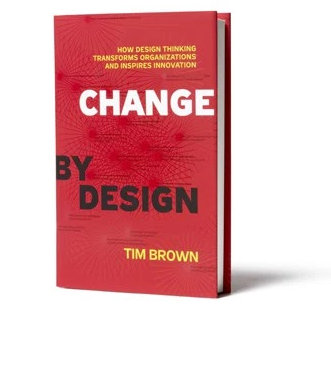 HOW DESIGN THINKING
TRANSFORMS ORGANIZATIONS
AND INSPIRES INNOVATION
CHANGE
BY
DESIGN
TIM BROWN